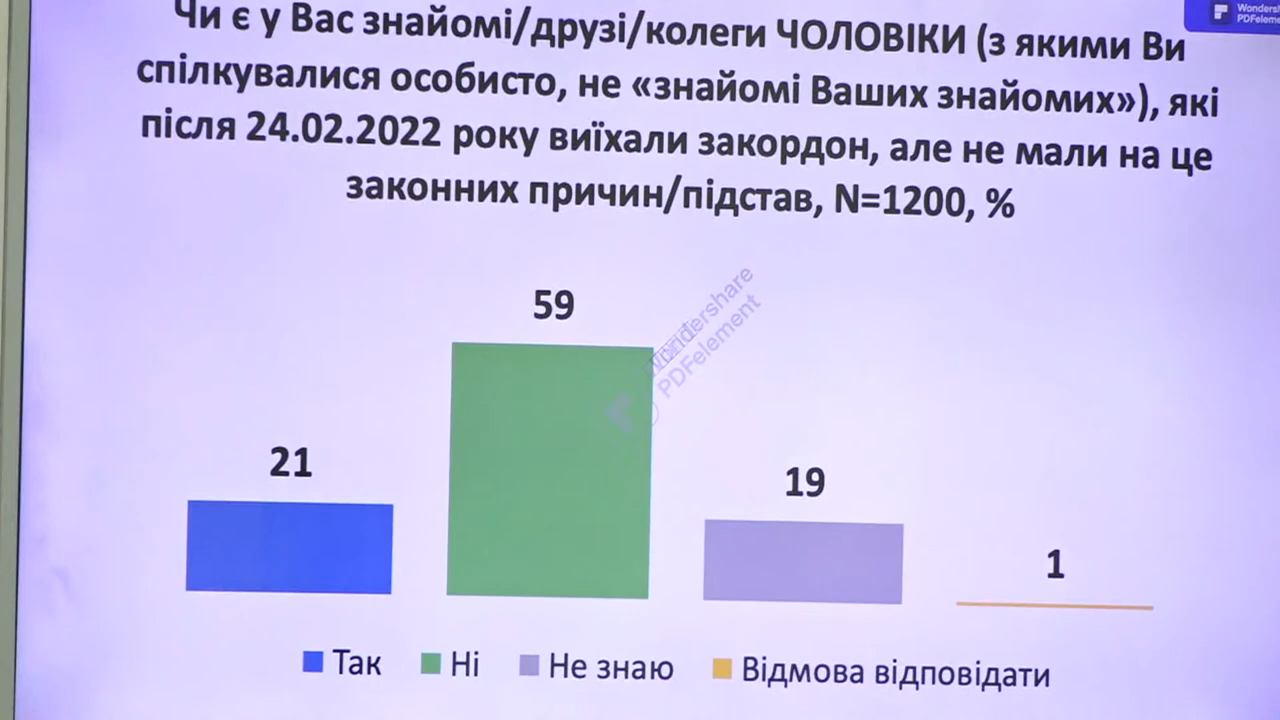 Чи є у Вас знайомі/друзі/колеги ЧОЛОВІКИ (з якими Ви
спілкувалися особисто, не «знайомі Ваших знайомих»), які
після 24.02.2022 року виїхали закордон, але не мали на це
законних причин/підстав, N=1200, %
59
21
19
1
Так Ні Не знаю Відмова відповідати
Wondershare
PDFelement